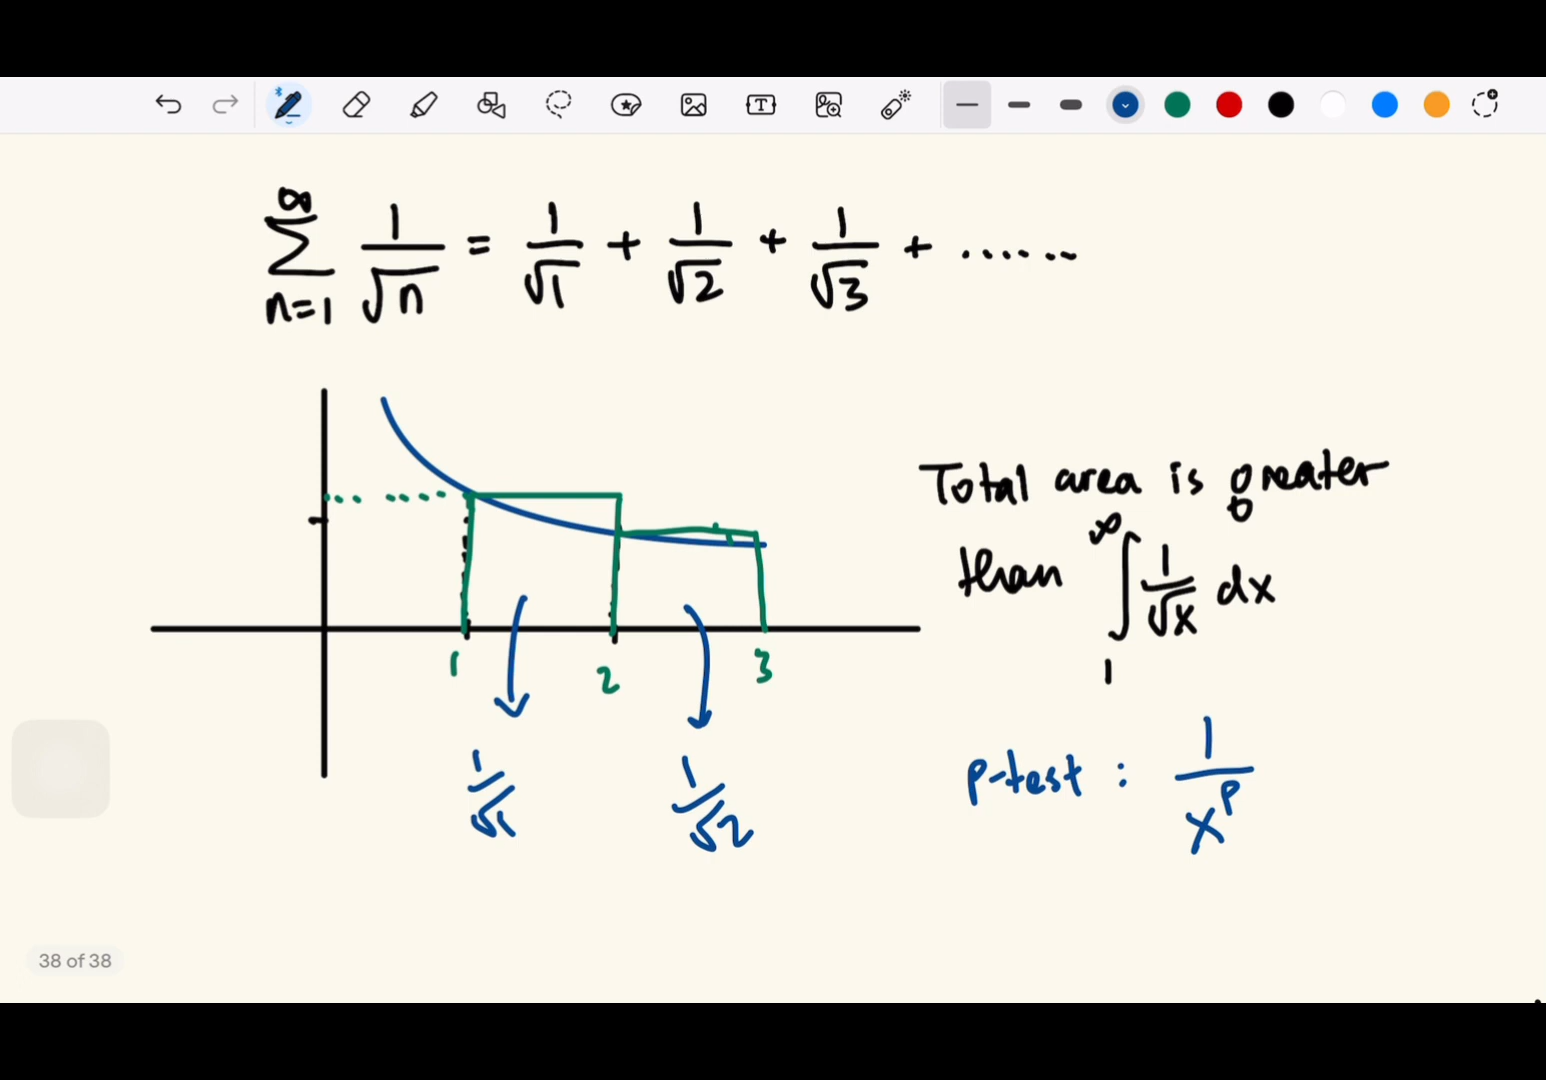 ∞
∑ 1/√n = 1/√1 + 1/√2 + 1/√3 + ......
n=1
Total area is greater
than ∫₁^∞ 1/√x dx
1 2 3
1/√1 1/√2
p-test : 1/x^p
38 of 38